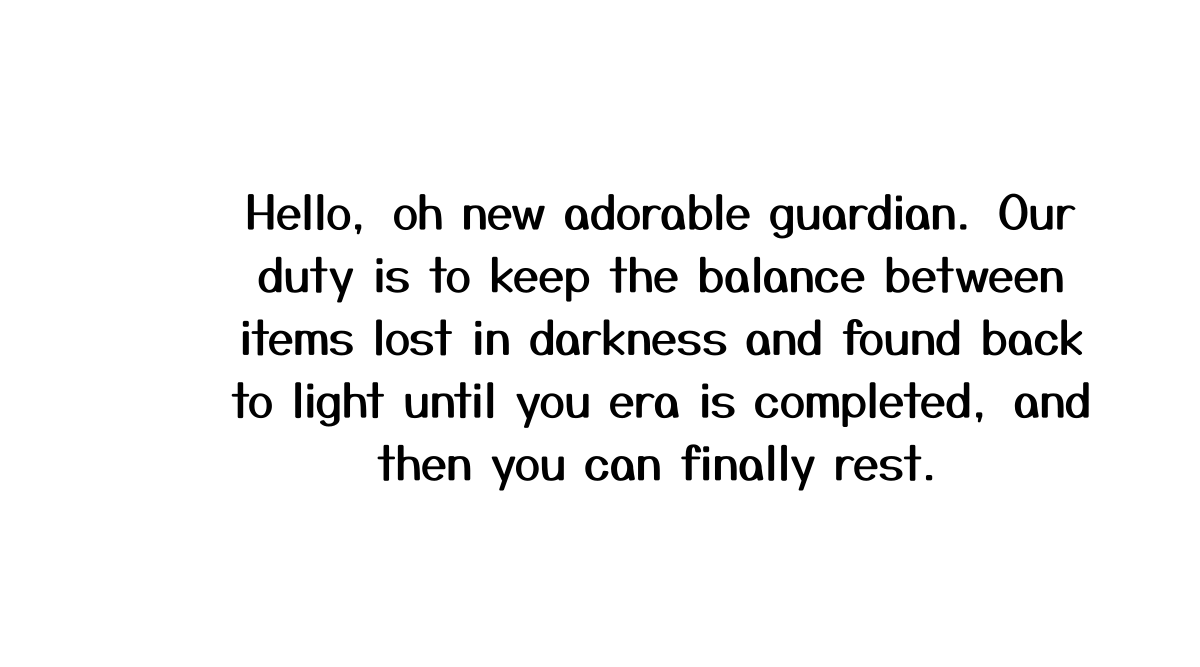 Hello, oh new adorable guardian. Our
duty is to keep the balance between
items lost in darkness and found back
to light until you era is completed, and
then you can finally rest.